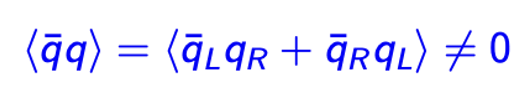 ⟨q̄q⟩ = ⟨q̄_L q_R + q̄_R q_L⟩ ≠ 0